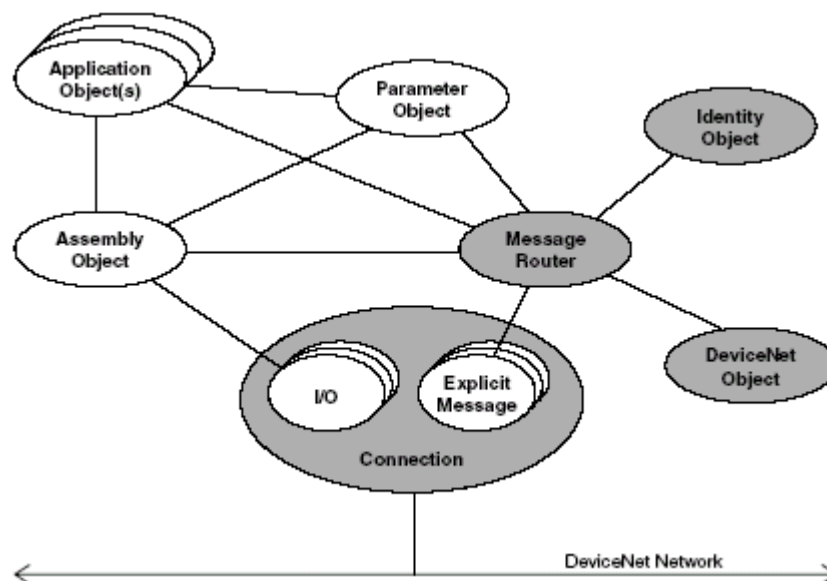 Application
Object(s)
Parameter
Object
Identity
Object
Assembly
Object
Message
Router
DeviceNet
Object
I/O
Explicit
Message
Connection
DeviceNet Network